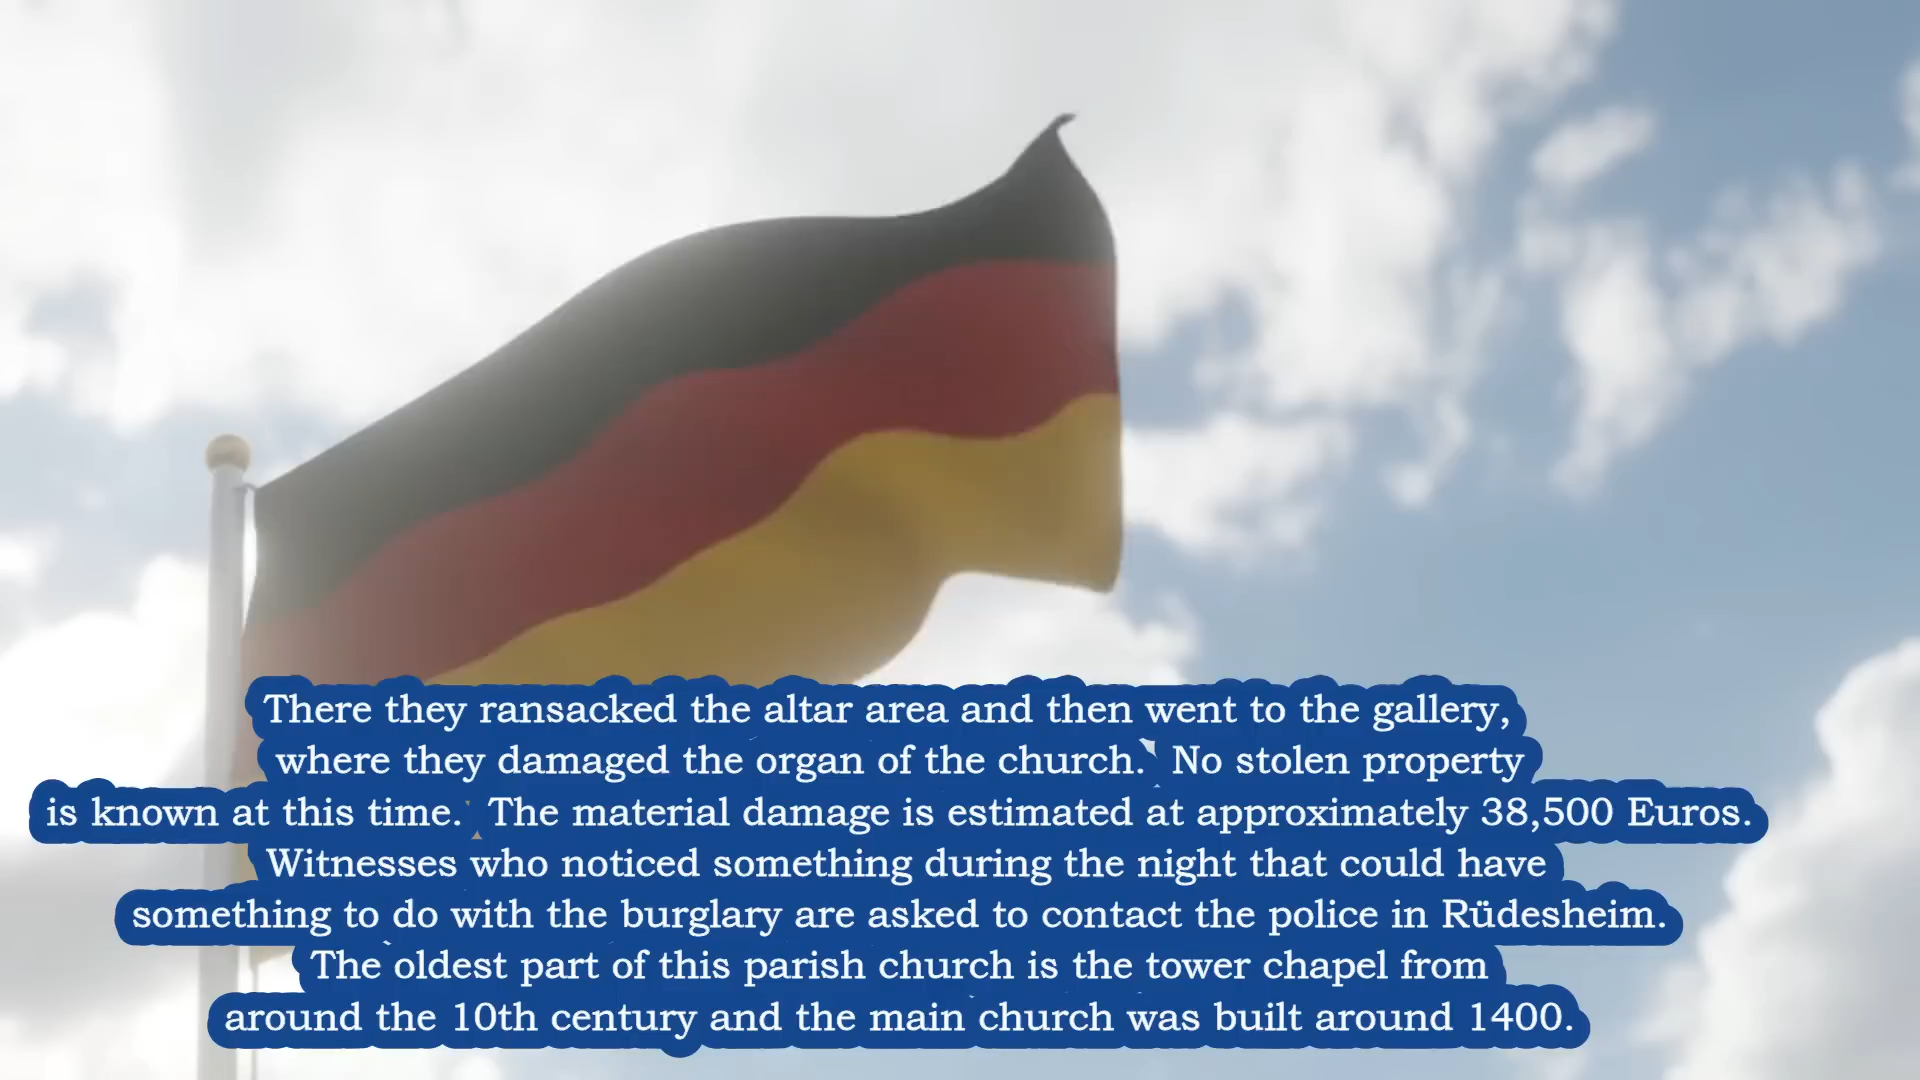 There they ransacked the altar area and then went to the gallery,
where they damaged the organ of the church. No stolen property
is known at this time. The material damage is estimated at approximately 38,500 Euros.
Witnesses who noticed something during the night that could have
something to do with the burglary are asked to contact the police in Rüdesheim.
The oldest part of this parish church is the tower chapel from
around the 10th century and the main church was built around 1400.